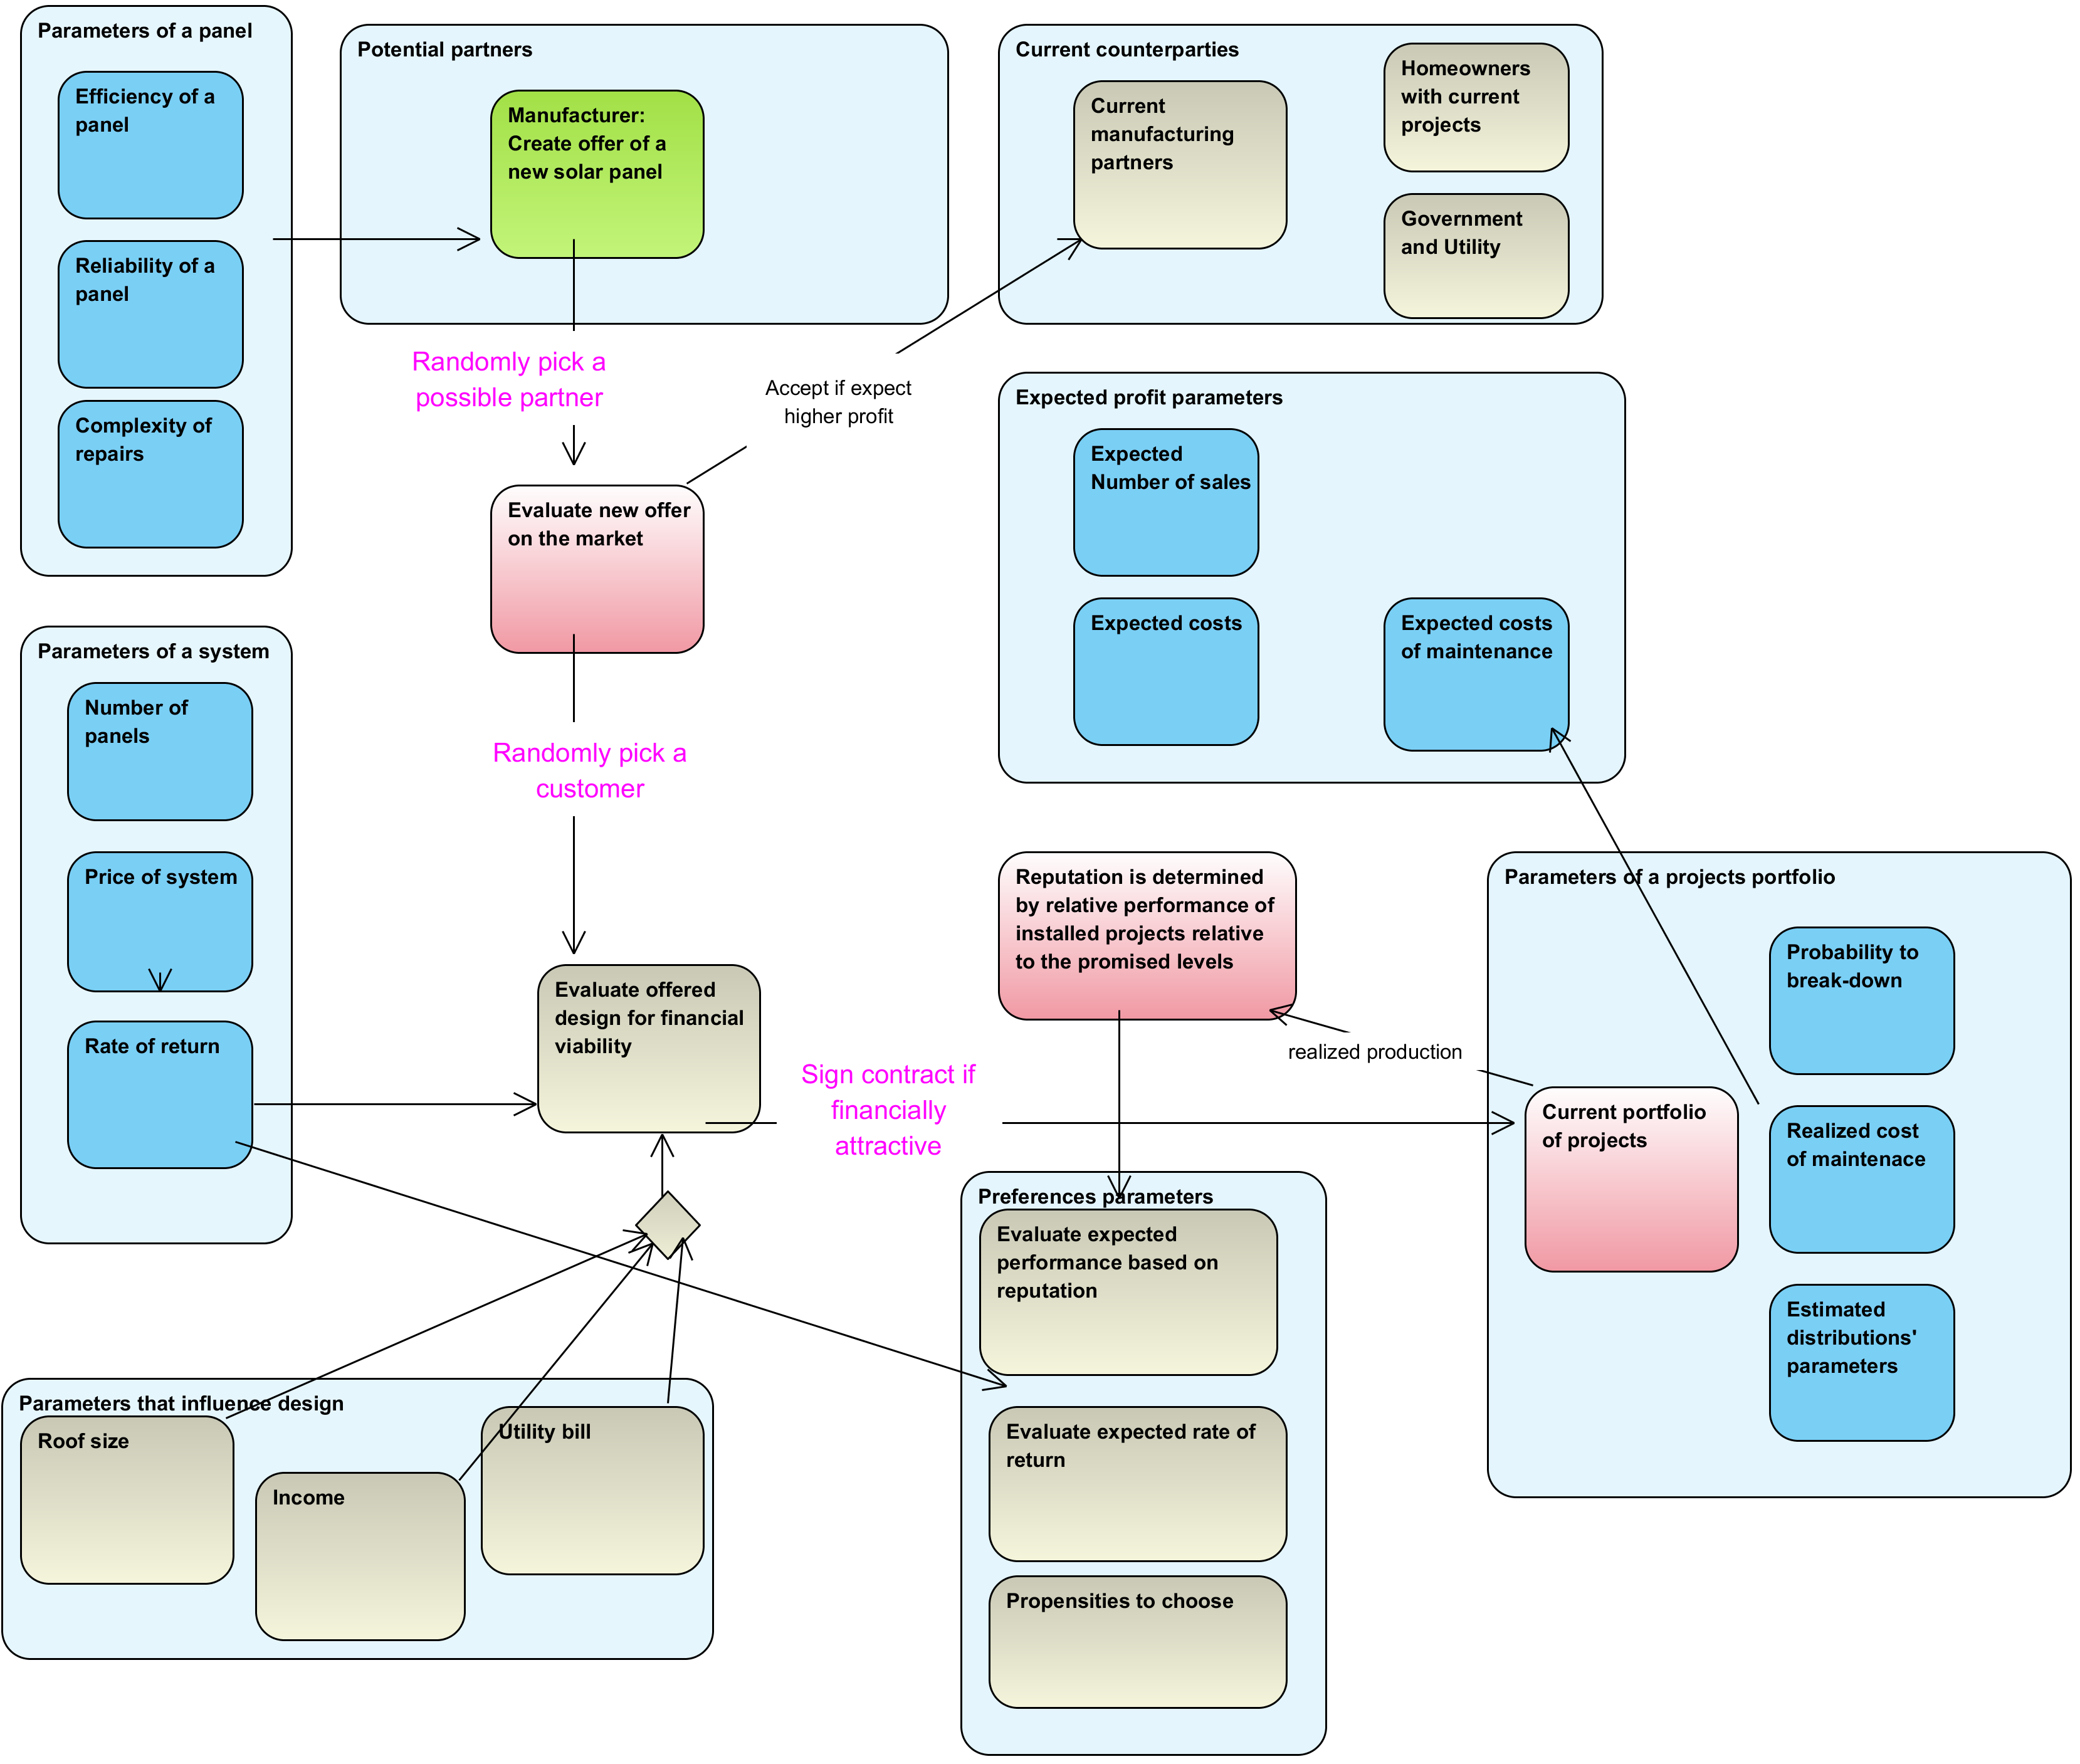 Parameters of a panel
Efficiency of a
panel
Reliability of a
panel
Complexity of
repairs
Potential partners
Manufacturer:
Create offer of a
new solar panel
Current counterparties
Current
manufacturing
partners
Homeowners
with current
projects
Government
and Utility
Randomly pick a
possible partner
Accept if expect
higher profit
Evaluate new offer
on the market
Expected profit parameters
Expected
Number of sales
Expected costs
Expected costs
of maintenance
Parameters of a system
Number of
panels
Price of system
Rate of return
Randomly pick a
customer
Evaluate offered
design for financial
viability
Sign contract if
financially
attractive
Reputation is determined
by relative performance of
installed projects relative
to the promised levels
realized production
Parameters of a projects portfolio
Current portfolio
of projects
Probability to
break-down
Realized cost
of maintenace
Estimated
distributions'
parameters
Preferences parameters
Evaluate expected
performance based on
reputation
Evaluate expected rate of
return
Propensities to choose
Parameters that influence design
Roof size
Income
Utility bill